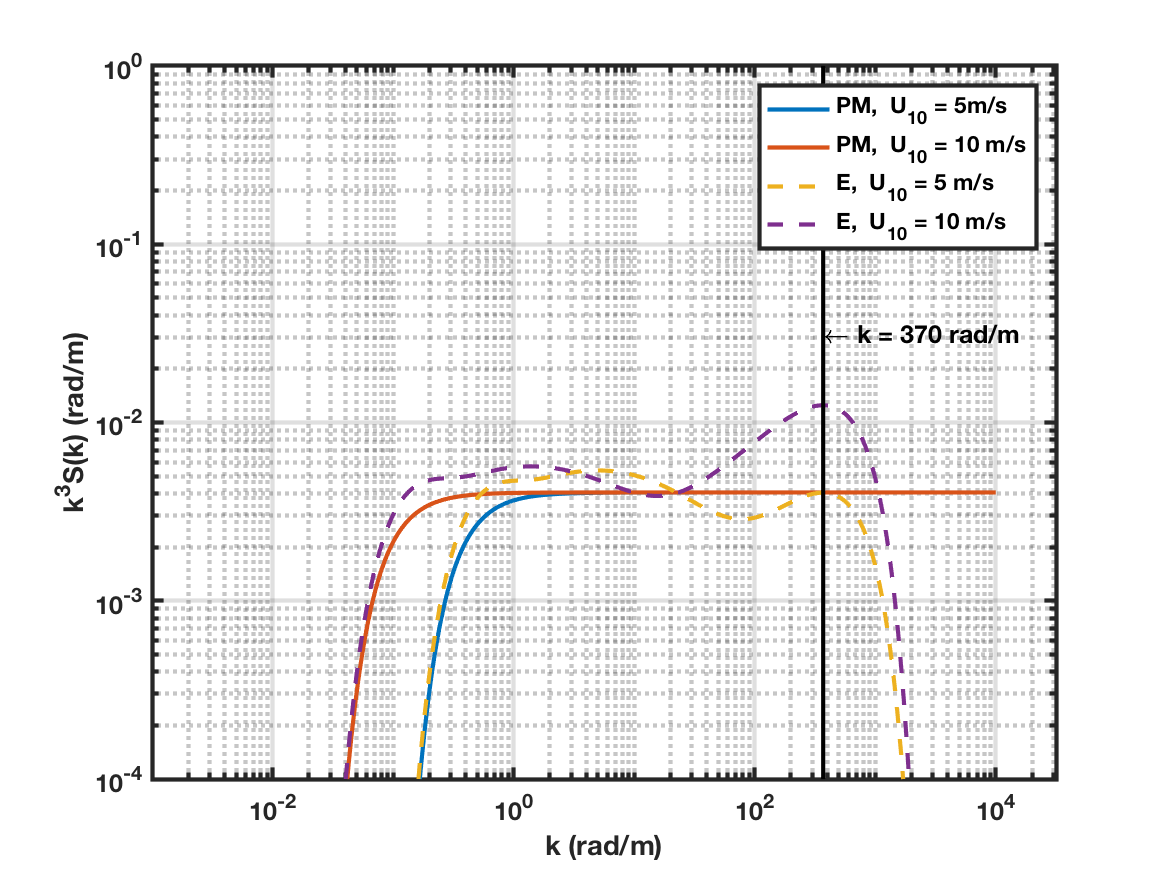 10^0
10^-1
10^-2
10^-3
10^-4
k^3S(k) (rad/m)
PM, U_10 = 5m/s
PM, U_10 = 10 m/s
E, U_10 = 5 m/s
E, U_10 = 10 m/s
← k = 370 rad/m
10^-2
10^0
10^2
10^4
k (rad/m)